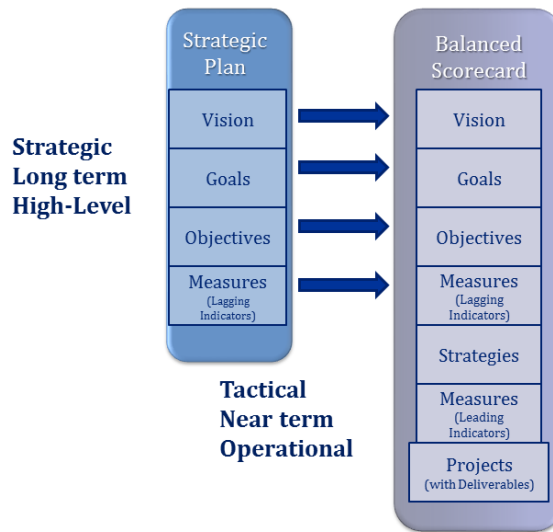 Strategic
Plan
Vision
Goals
Objectives
Measures
(Lagging
Indicators)
Strategic
Long term
High-Level
Tactical
Near term
Operational
Balanced
Scorecard
Vision
Goals
Objectives
Measures
(Lagging
Indicators)
Strategies
Measures
(Leading
Indicators)
Projects
(with Deliverables)